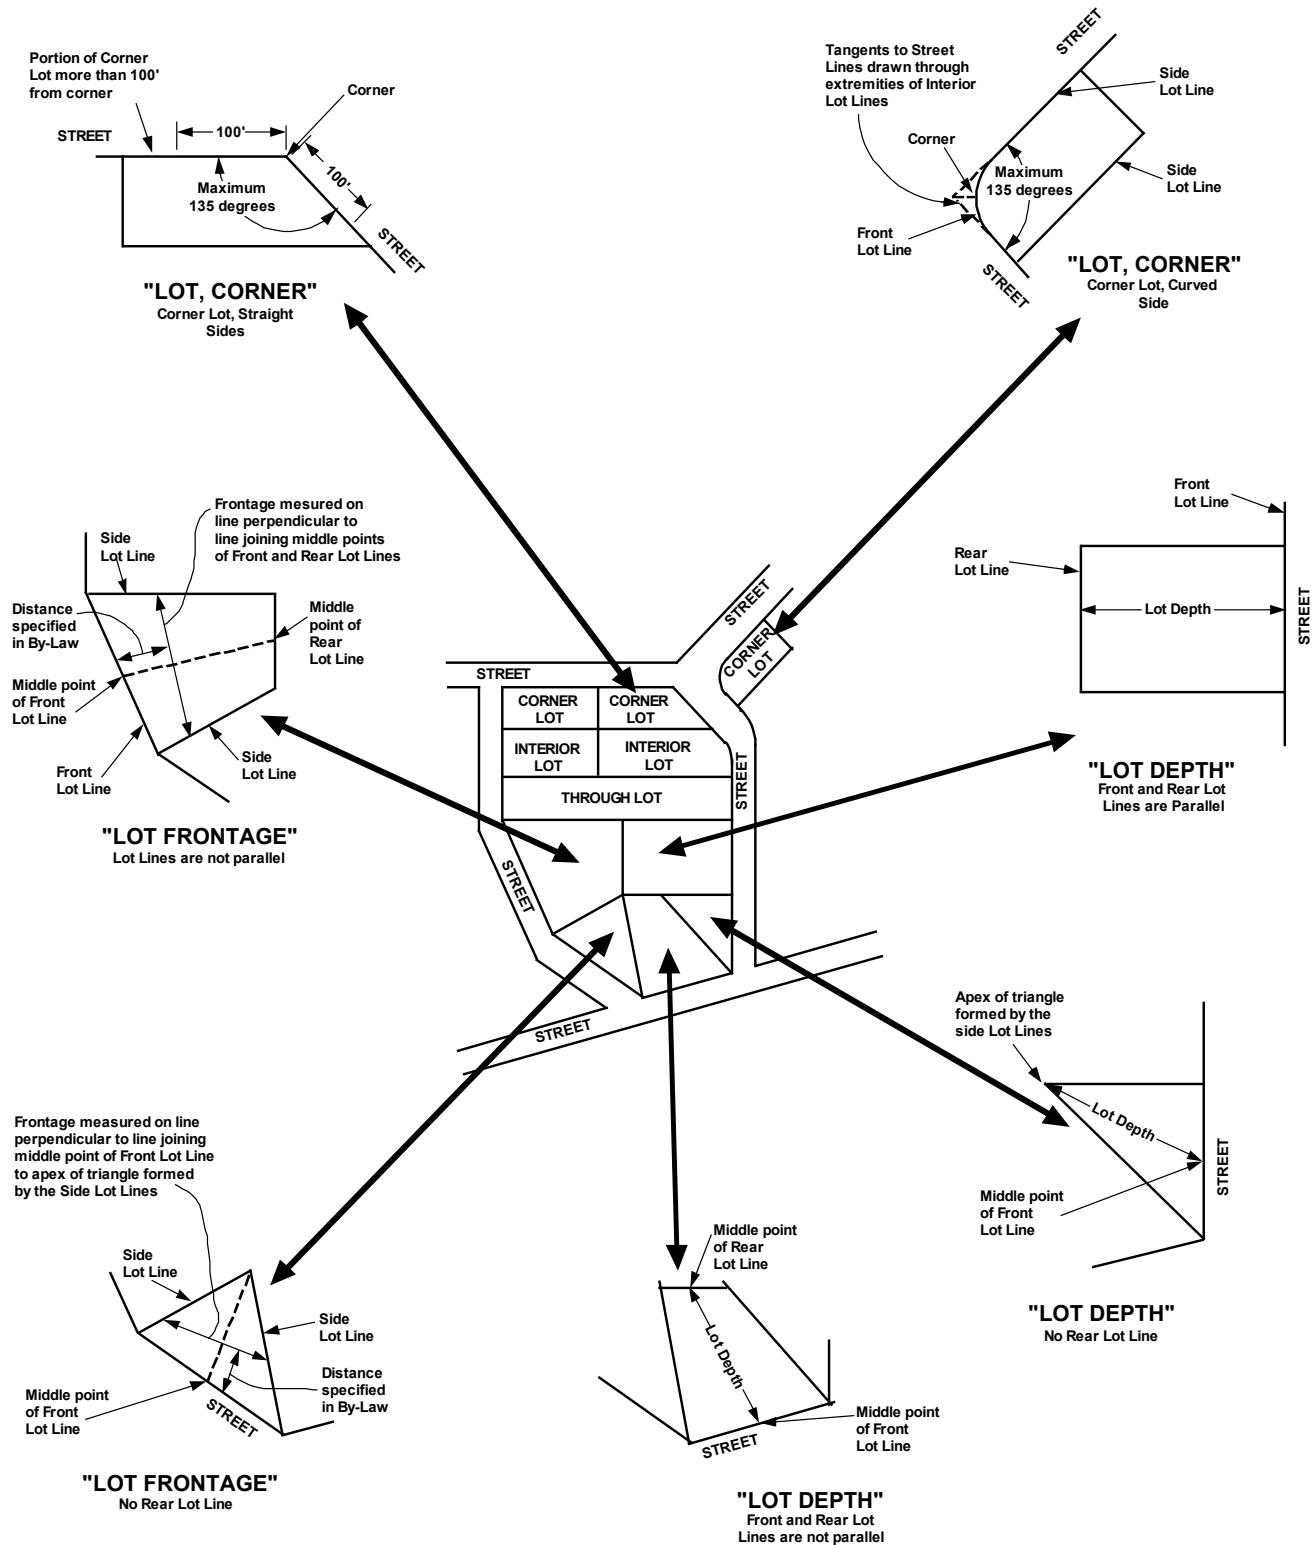 Portion of Corner
Lot more than 100'
from corner
Corner
STREET
100'
100'
Maximum
135 degrees
STREET
"LOT, CORNER"
Corner Lot, Straight
Sides
STREET
Tangents to Street
Lines drawn through
extremities of Interior
Lot Lines
Side
Lot Line
Corner
Maximum
135 degrees
Side
Lot Line
Front
Lot Line
STREET
"LOT, CORNER"
Corner Lot, Curved
Side
Frontage mesured on
line perpendicular to
line joining middle points
of Front and Rear Lot Lines
Side
Lot Line
Distance
specified
in By-Law
Middle
point of
Rear
Lot Line
Middle point
of Front
Lot Line
Side
Lot Line
Front
Lot Line
"LOT FRONTAGE"
Lot Lines are not parallel
Front
Lot Line
Rear
Lot Line
Lot Depth
STREET
"LOT DEPTH"
Front and Rear Lot
Lines are Parallel
STREET
STREET
CORNER
LOT
CORNER
LOT
CORNER
LOT
INTERIOR
LOT
INTERIOR
LOT
STREET
THROUGH LOT
STREET
STREET
Apex of triangle
formed by the
side Lot Lines
Lot Depth
STREET
Middle point
of Front
Lot Line
"LOT DEPTH"
No Rear Lot Line
Frontage measured on line
perpendicular to line joining
middle point of Front Lot Line
to apex of triangle formed
by the Side Lot Lines
Side
Lot Line
Side
Lot Line
Distance
specified
in By-Law
Middle point
of Front
Lot Line
STREET
"LOT FRONTAGE"
No Rear Lot Line
Middle point
of Rear
Lot Line
Lot Depth
Middle point
of Front
Lot Line
STREET
"LOT DEPTH"
Front and Rear Lot
Lines are not parallel